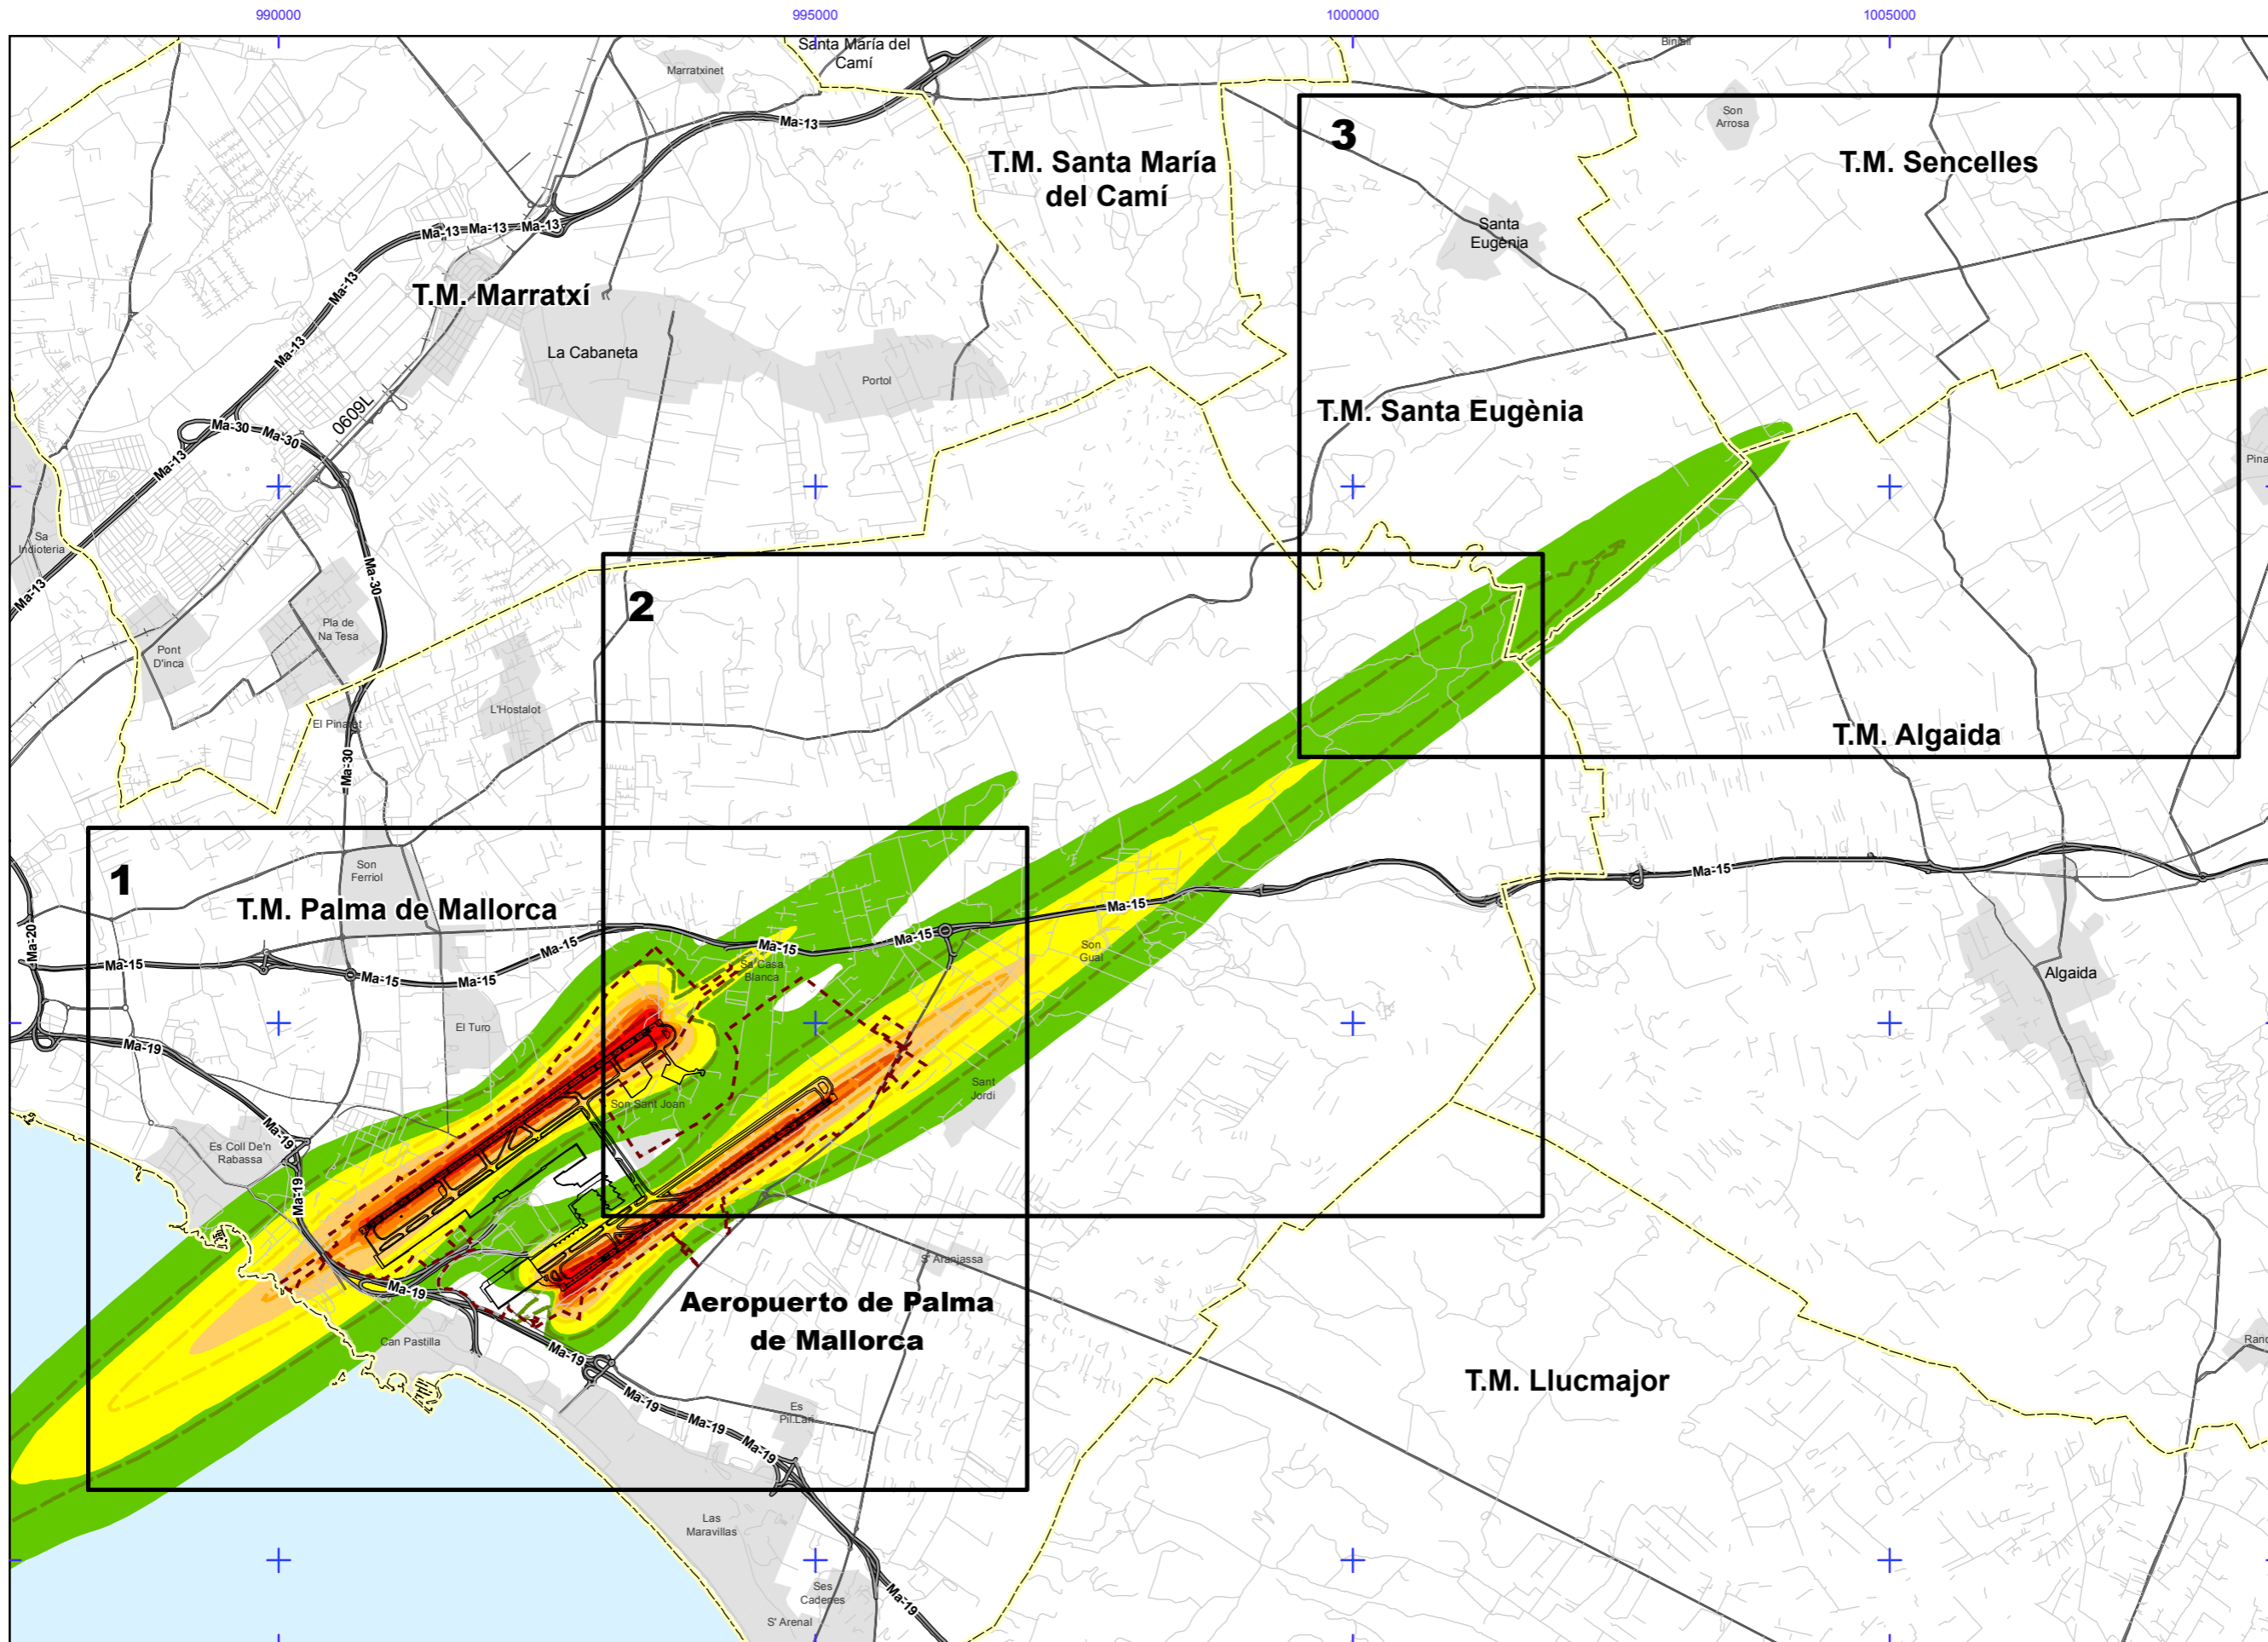 990000
995000
1000000
1005000
Santa María del
Camí
Marratxinet
Biniali
Son
Arrosa
Ma-13
3
T.M. Santa María
del Camí
T.M. Sencelles
Santa
Eugènia
Ma-13
Ma-13
Ma-13
Ma-13
T.M. Marratxí
Ma-13
La Cabaneta
Portol
T.M. Santa Eugènia
0609L
Ma-30
Ma-30
Ma-13
Pina
Sa
Indioteria
Ma-13
Ma-30
2
Pla de
Na Tesa
Pont
D'inca
L'Hostalot
El Pinaret
T.M. Algaida
Ma-30
1
Son
Ferriol
Ma-15
T.M. Palma de Mallorca
Ma-15
Ma-20
Ma-15
Ma-15
Ma-15
Ma-15
Ma-15
Ma-15
Son
Gual
Sa Casa
Blanca
Algaida
El Turo
Ma-19
Sant
Jordi
Son Sant Joan
Ma-19
Es Coll De'n
Rabassa
Ma-19
S' Aranjassa
Ma-19
Aeropuerto de Palma
de Mallorca
Can Pastilla
Ma-19
T.M. Llucmajor
Ma-19
Ma-19
Ma-19
Es
Pil.Lari
Las
Maravillas
Ses
Cadenes
Ma-19
S' Arenal